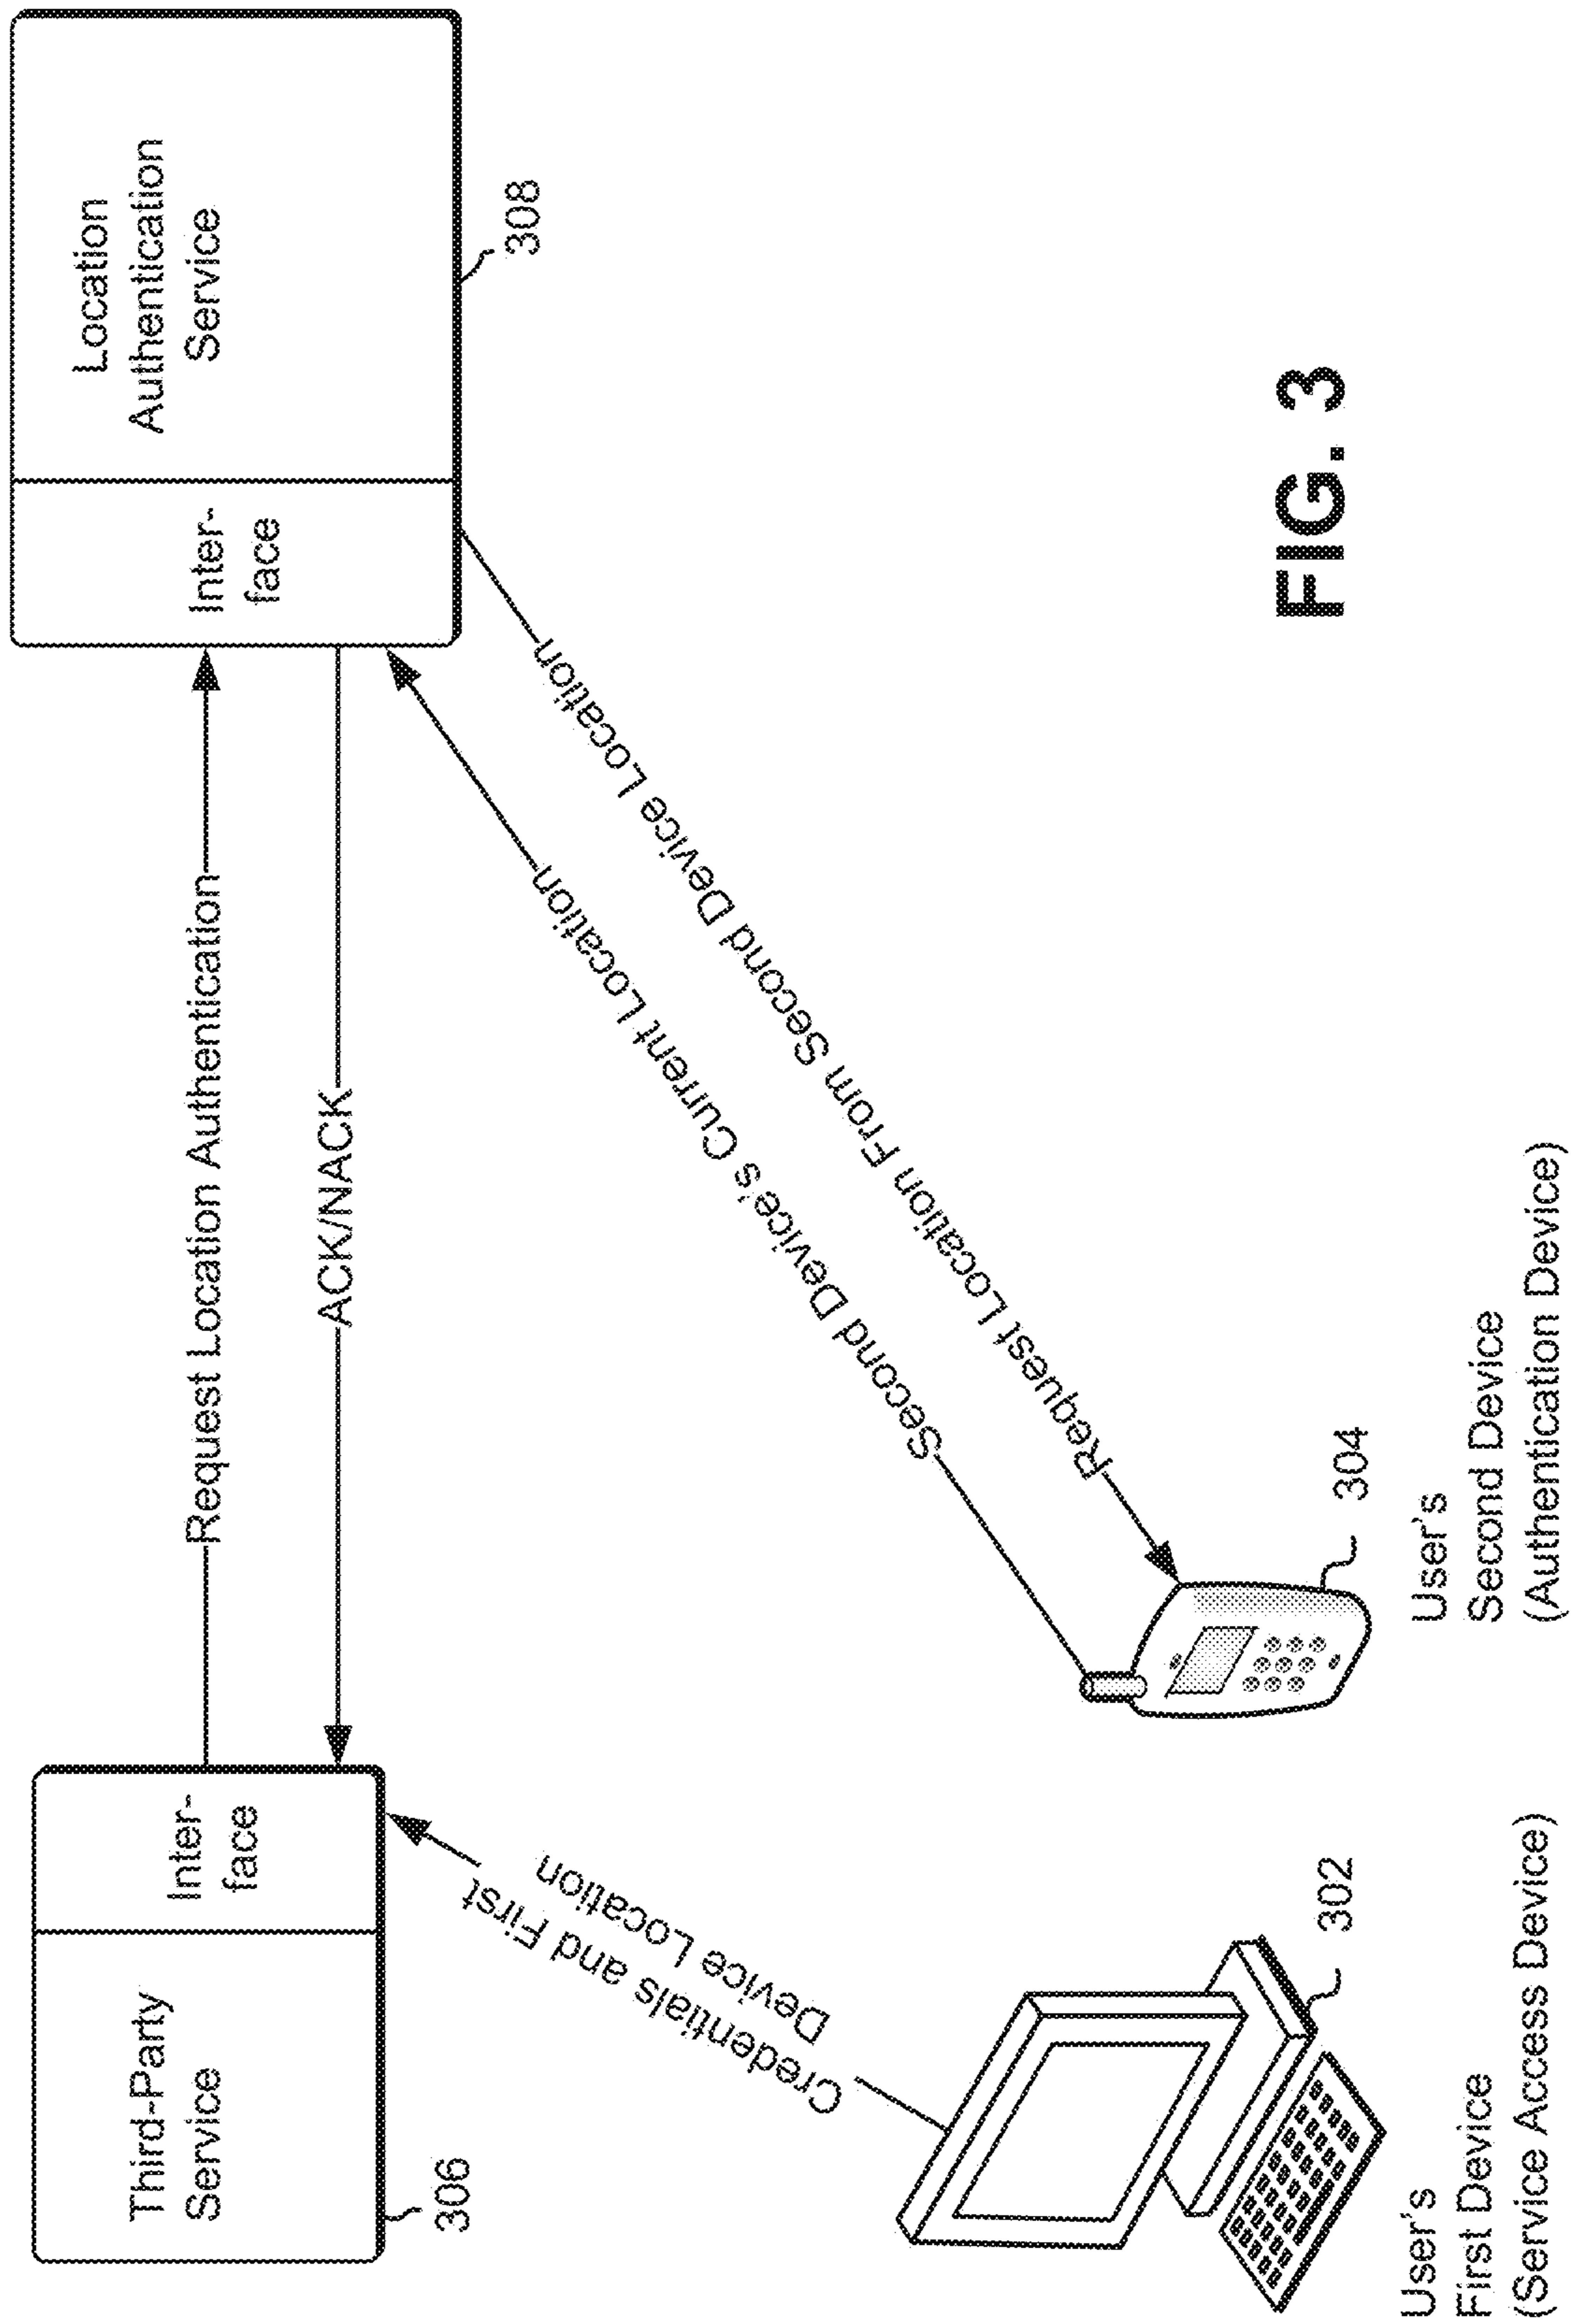 Third-Party
Service
Inter-
face
306
Request Location Authentication
ACK/NACK
Location
Authentication
Service
Inter-
face
308
Credentials and First
Device Location
Second Device's Current Location
Request Location From Second Device Location
302
User's
First Device
(Service Access Device)
304
User's
Second Device
(Authentication Device)
FIG. 3